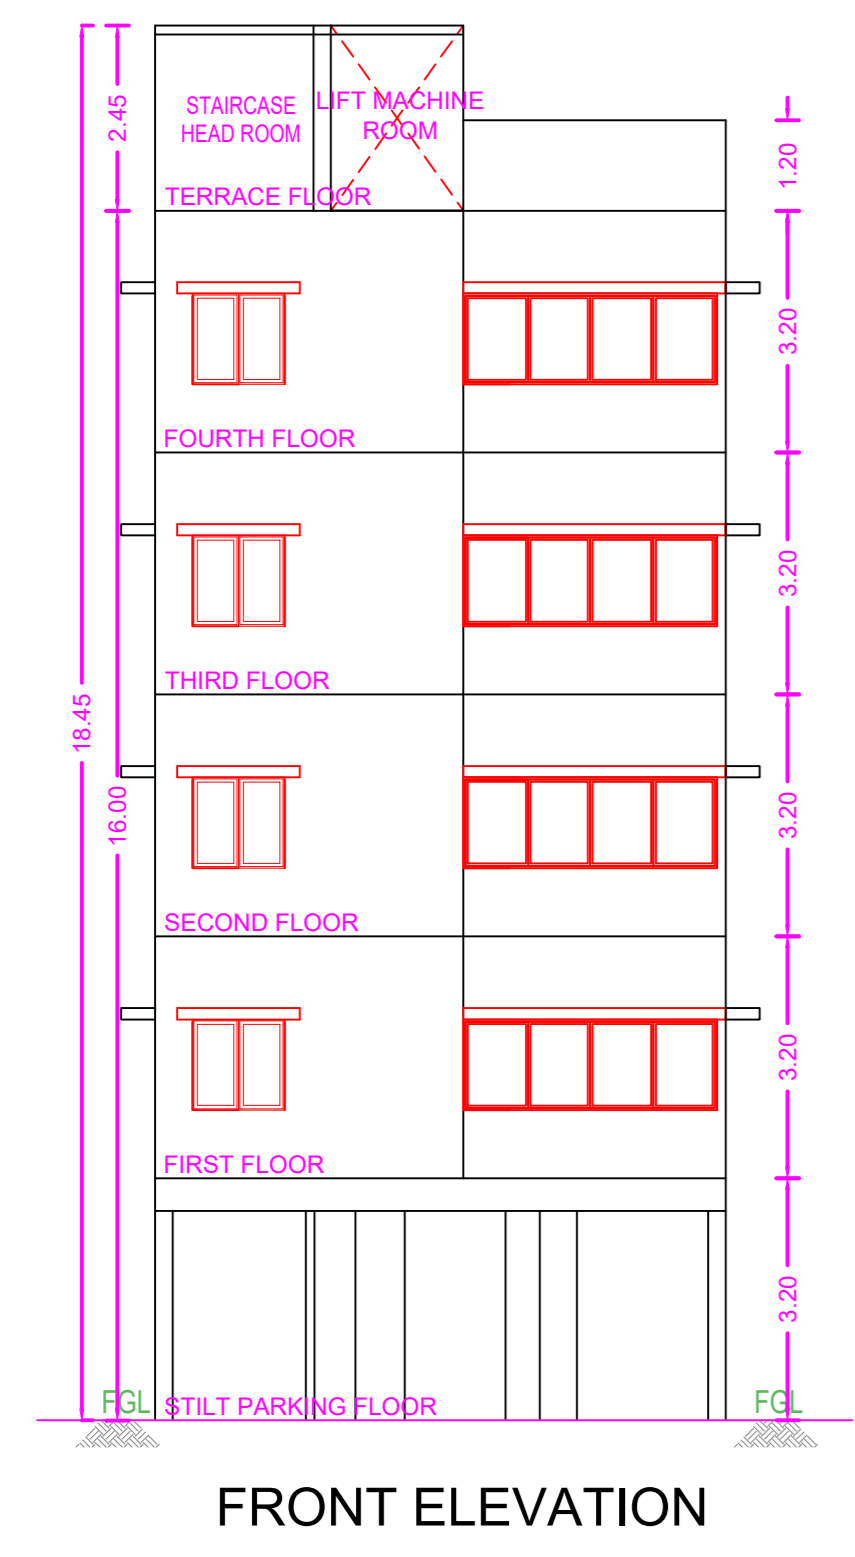 2.45
STAIRCASE
HEAD ROOM
LIFT MACHINE
ROOM
1.20
TERRACE FLOOR
3.20
FOURTH FLOOR
3.20
THIRD FLOOR
18.45
16.00
3.20
SECOND FLOOR
3.20
FIRST FLOOR
3.20
FGL
STILT PARKING FLOOR
FGL
FRONT ELEVATION